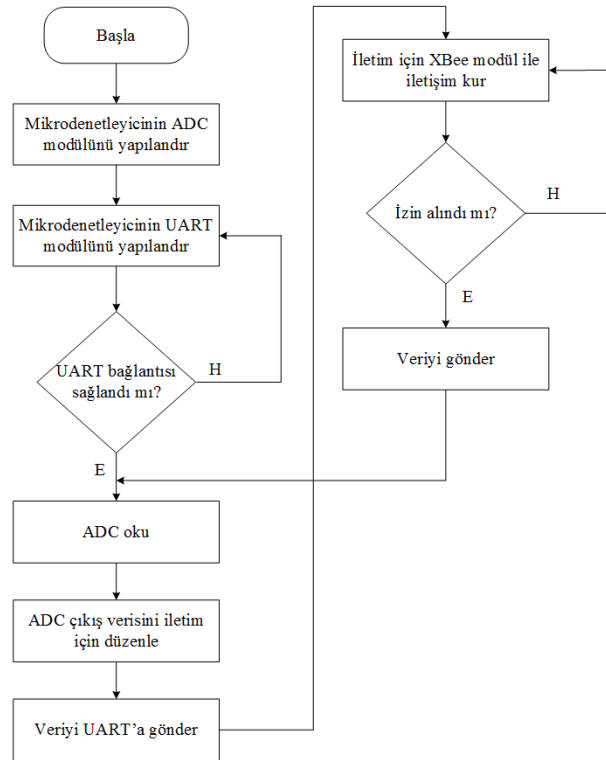 Başla
Mikrodenetleyicinin ADC
modülünü yapılandır
Mikrodenetleyicinin UART
modülünü yapılandır
UART bağlantısı
sağlandı mı?
H
E
ADC oku
ADC çıkış verisini iletim
için düzenle
Veriyi UART’a gönder
İletim için XBee modül ile
iletişim kur
İzin alındı mı?
H
E
Veriyi gönder